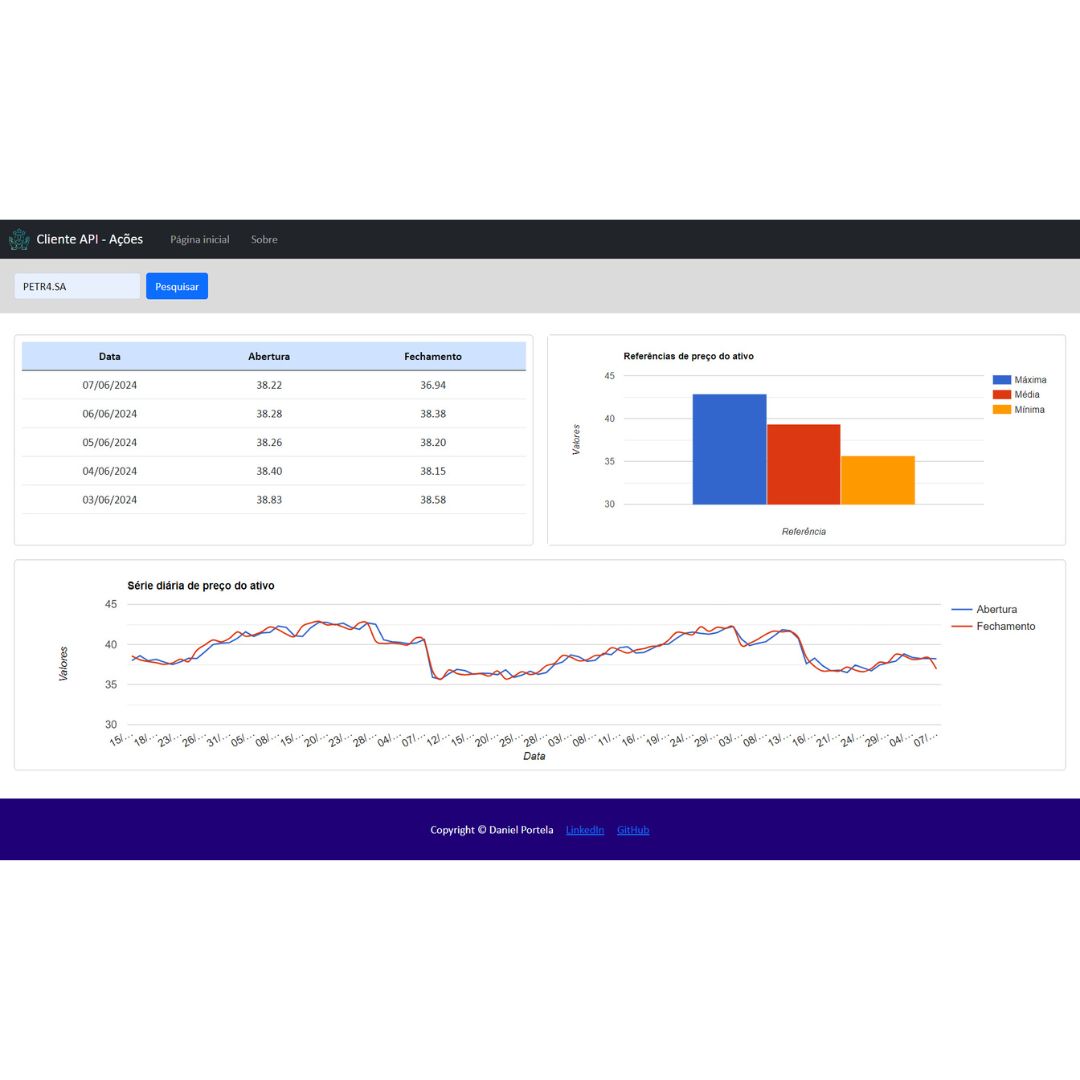 Cliente API - Ações Página inicial Sobre
PETR4.SA Pesquisar
Data Abertura Fechamento
07/06/2024 38.22 36.94
06/06/2024 38.28 38.38
05/06/2024 38.26 38.20
04/06/2024 38.40 38.15
03/06/2024 38.83 38.58
Referências de preço do ativo
45
40
35
30
Valores
Referência
Máxima
Média
Mínima
Série diária de preço do ativo
45
40
35
30
Valores
15/... 18/... 23/... 26/... 31/... 05/... 08/... 15/... 20/... 23/... 28/... 04/... 07/... 12/... 15/... 20/... 25/... 28/... 03/... 08/... 11/... 16/... 19/... 24/... 29/... 03/... 08/... 13/... 16/... 21/... 24/... 29/... 04/... 07/...
Data
Abertura
Fechamento
Copyright © Daniel Portela LinkedIn GitHub